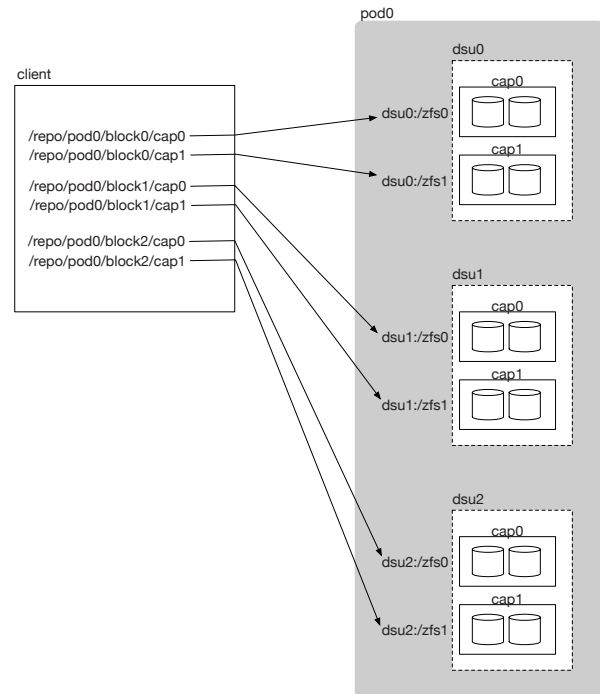 pod0
client
/repo/pod0/block0/cap0
/repo/pod0/block0/cap1
/repo/pod0/block1/cap0
/repo/pod0/block1/cap1
/repo/pod0/block2/cap0
/repo/pod0/block2/cap1
dsu0
dsu0:/zfs0
cap0
dsu0:/zfs1
cap1
dsu1
dsu1:/zfs0
cap0
dsu1:/zfs1
cap1
dsu2
dsu2:/zfs0
cap0
dsu2:/zfs1
cap1